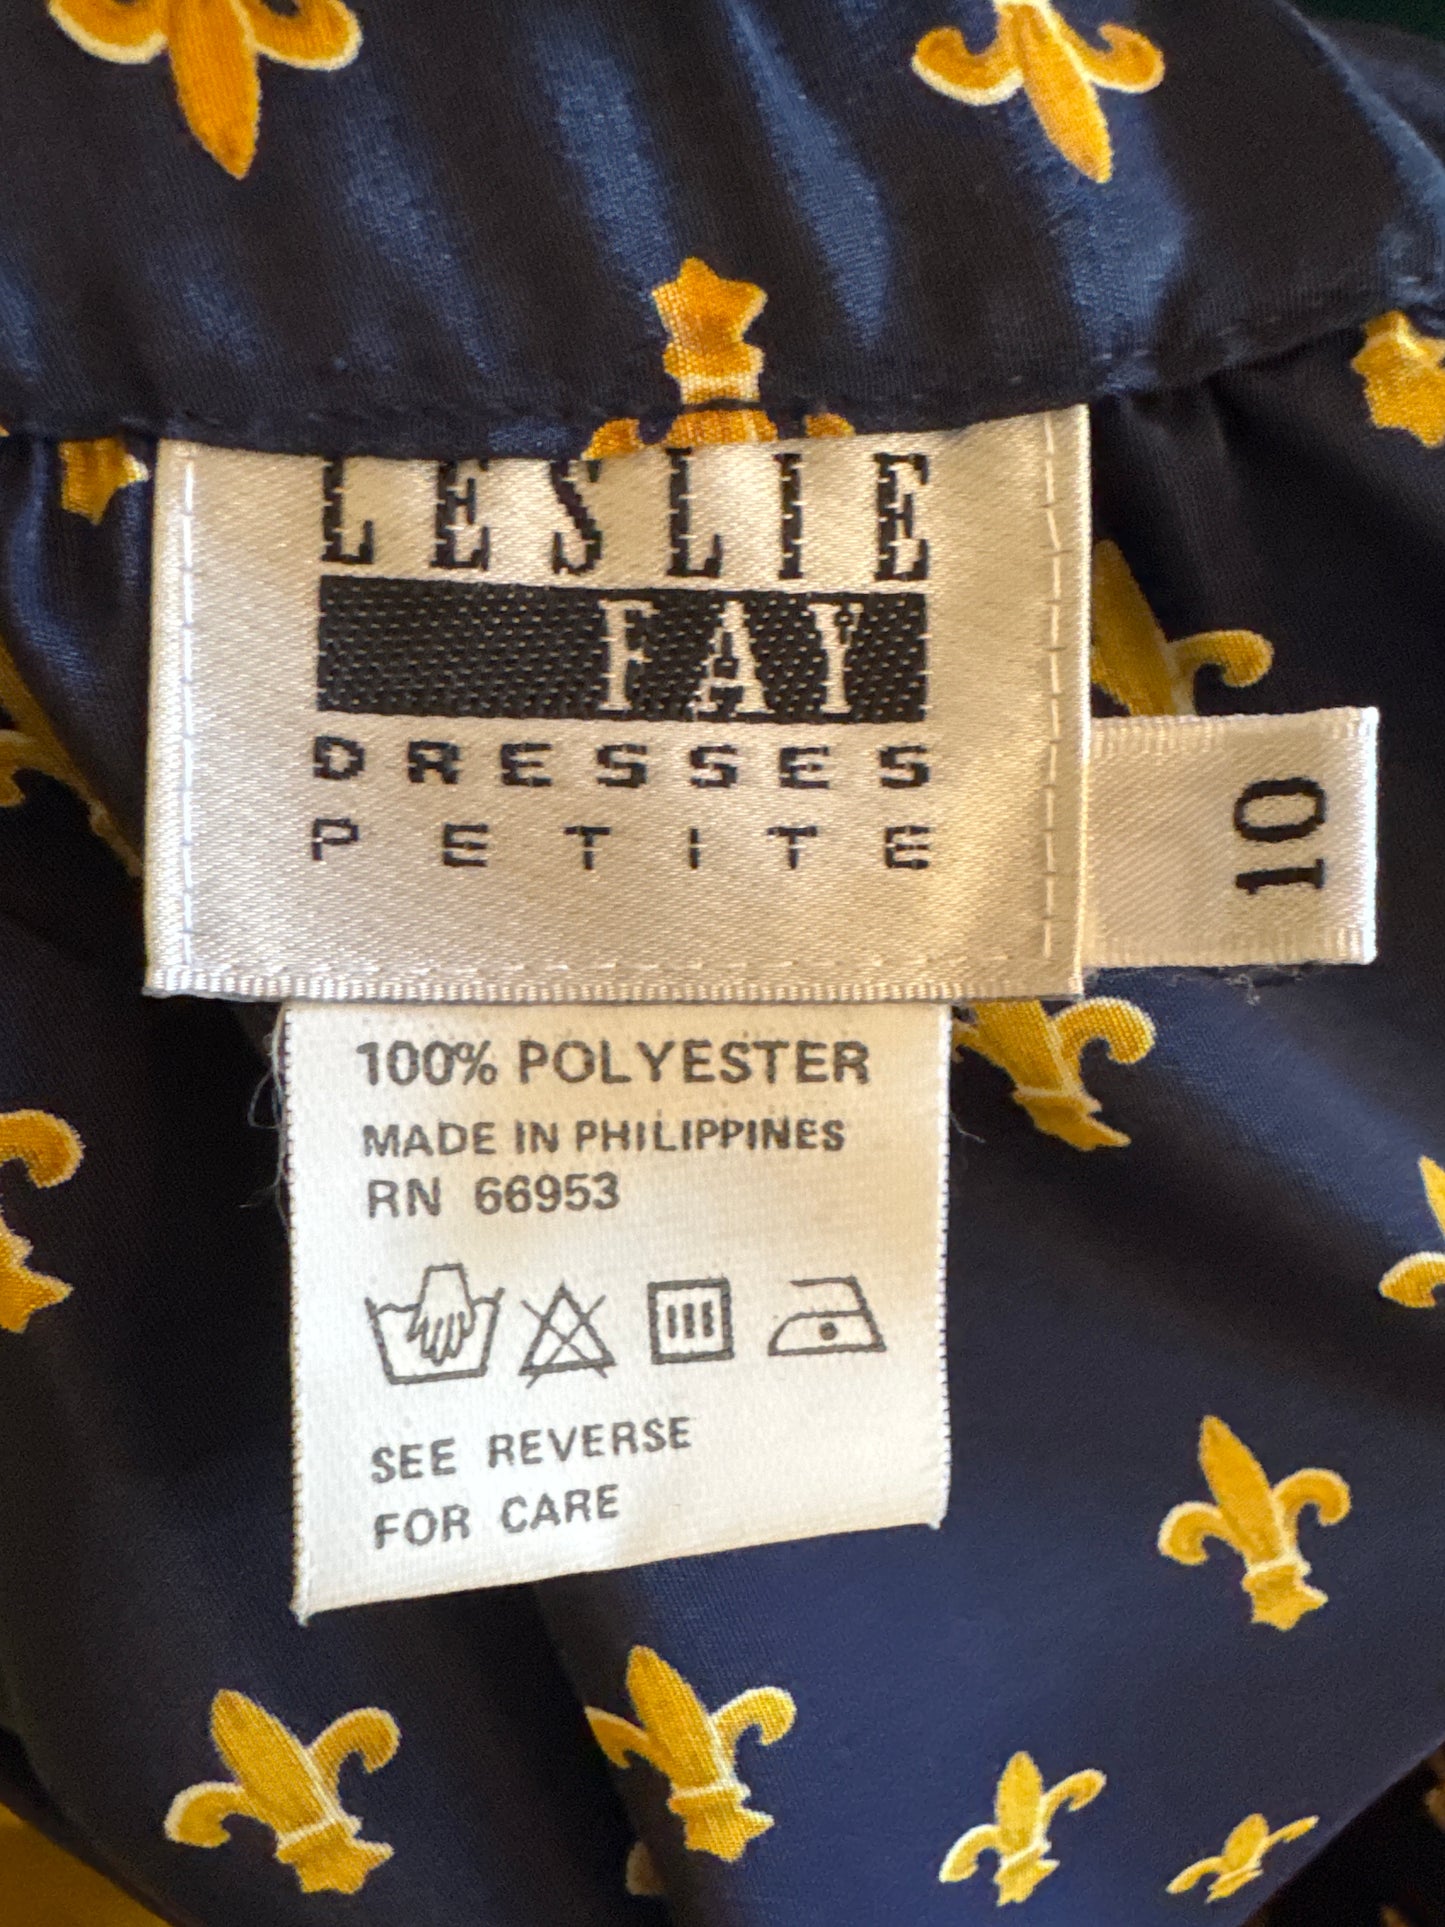 LESLIE
FAY
DRESSES
PETITE
10
100% POLYESTER
MADE IN PHILIPPINES
RN 66953
SEE REVERSE
FOR CARE